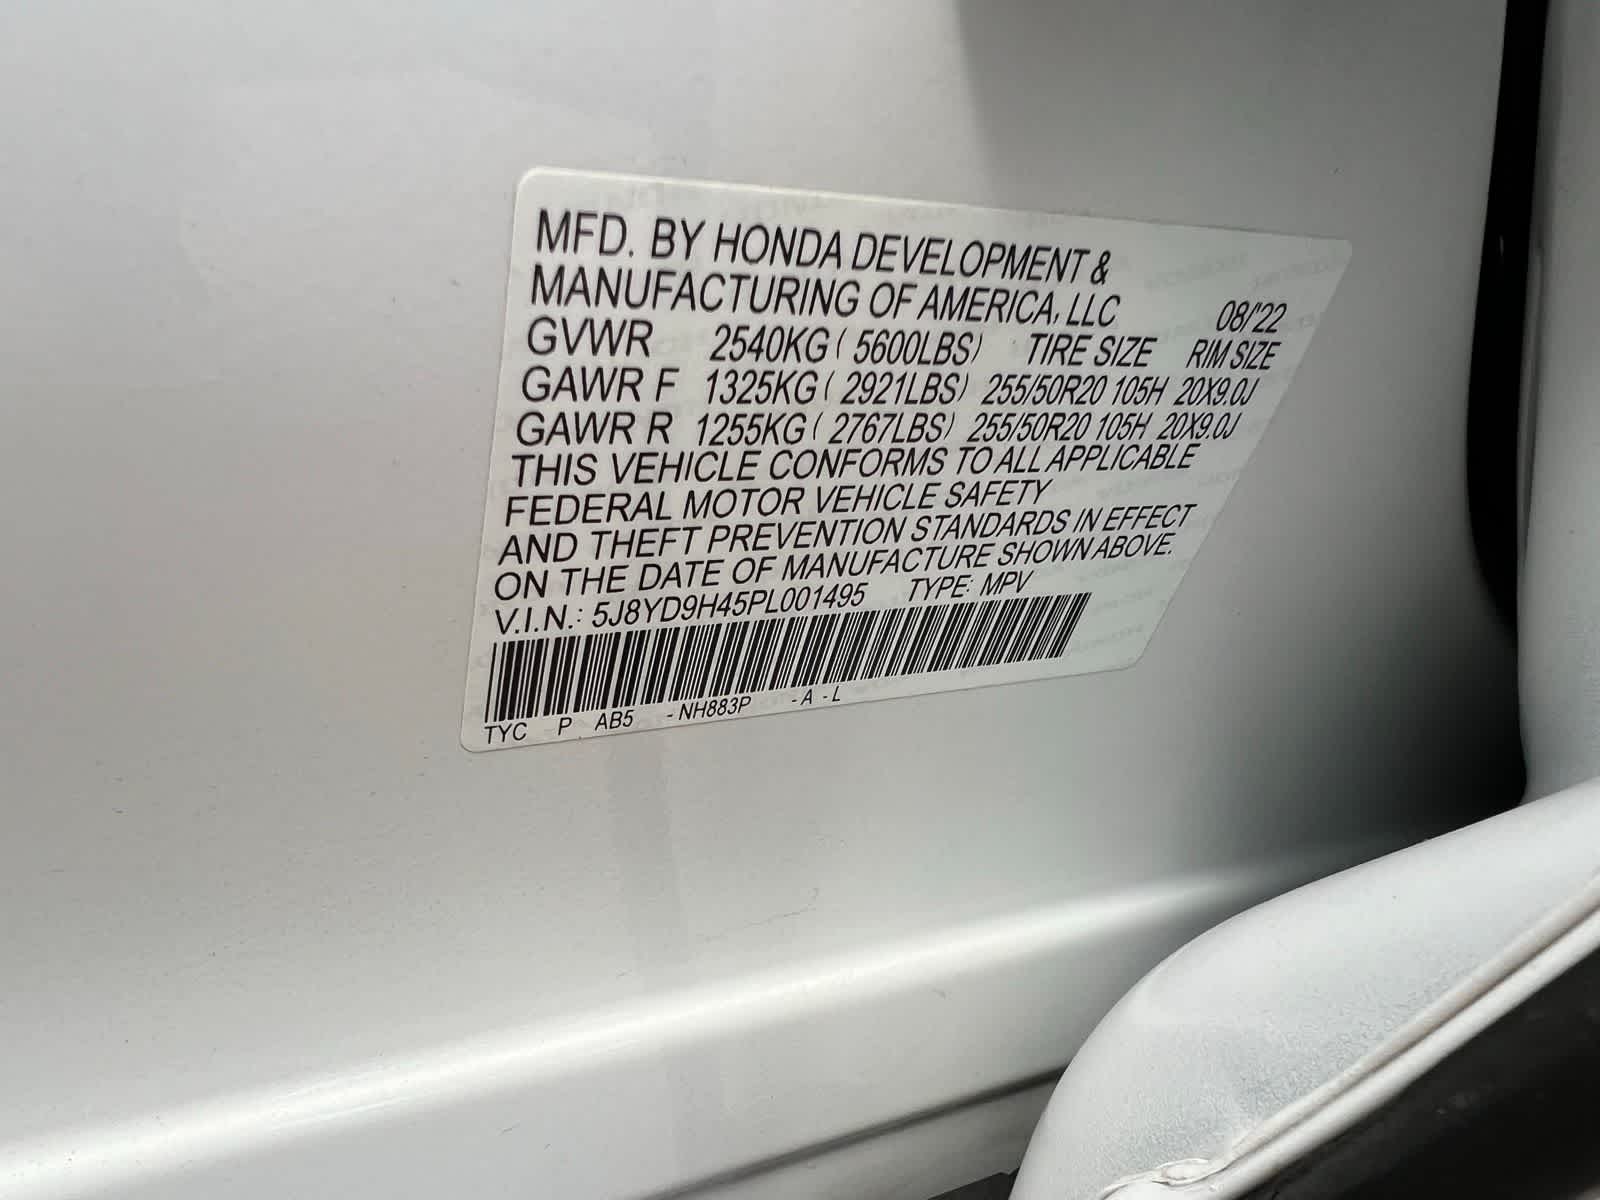 MFD. BY HONDA DEVELOPMENT &
MANUFACTURING OF AMERICA, LLC 08/'22
GVWR 2540KG ( 5600LBS) TIRE SIZE RIM SIZE
GAWR F 1325KG ( 2921LBS) 255/50R20 105H 20X9.0J
GAWR R 1255KG ( 2767LBS) 255/50R20 105H 20X9.0J
THIS VEHICLE CONFORMS TO ALL APPLICABLE
FEDERAL MOTOR VEHICLE SAFETY
AND THEFT PREVENTION STANDARDS IN EFFECT
ON THE DATE OF MANUFACTURE SHOWN ABOVE.
V.I.N.: 5J8YD9H45PL001495 TYPE: MPV
TYC P AB5 -NH883P -A -L